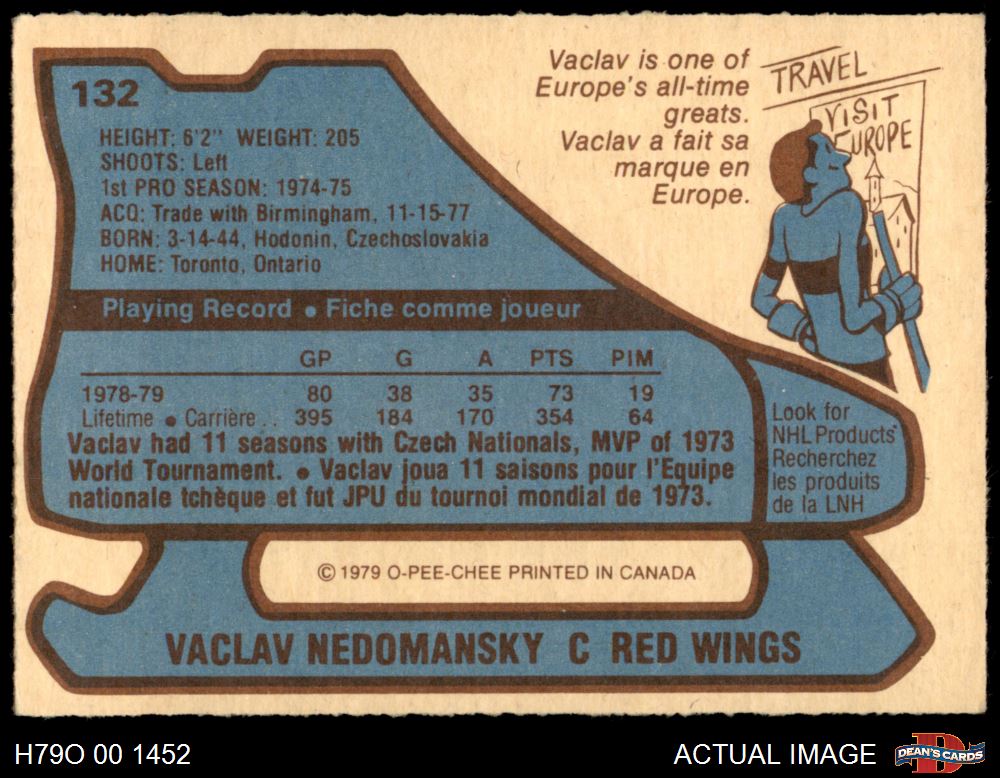 132
HEIGHT: 6'2" WEIGHT: 205
SHOOTS: Left
1st PRO SEASON: 1974-75
ACQ: Trade with Birmingham, 11-15-77
BORN: 3-14-44, Hodonin, Czechoslovakia
HOME: Toronto, Ontario
Vaclav is one of
Europe's all-time
greats.
Vaclav a fait sa
marque en
Europe.
TRAVEL
VISIT
EUROPE
Playing Record • Fiche comme joueur
GP G A PTS PIM
1978-79 80 38 35 73 19
Lifetime • Carrière .. 395 184 170 354 64
Vaclav had 11 seasons with Czech Nationals, MVP of 1973
World Tournament. • Vaclav joua 11 saisons pour l'Equipe
nationale tchèque et fut JPU du tournoi mondial de 1973.
Look for
NHL Products
Recherchez
les produits
de la LNH
© 1979 O-PEE-CHEE PRINTED IN CANADA
VACLAV NEDOMANSKY C RED WINGS
H79O 00 1452
ACTUAL IMAGE
DEAN'S CARDS